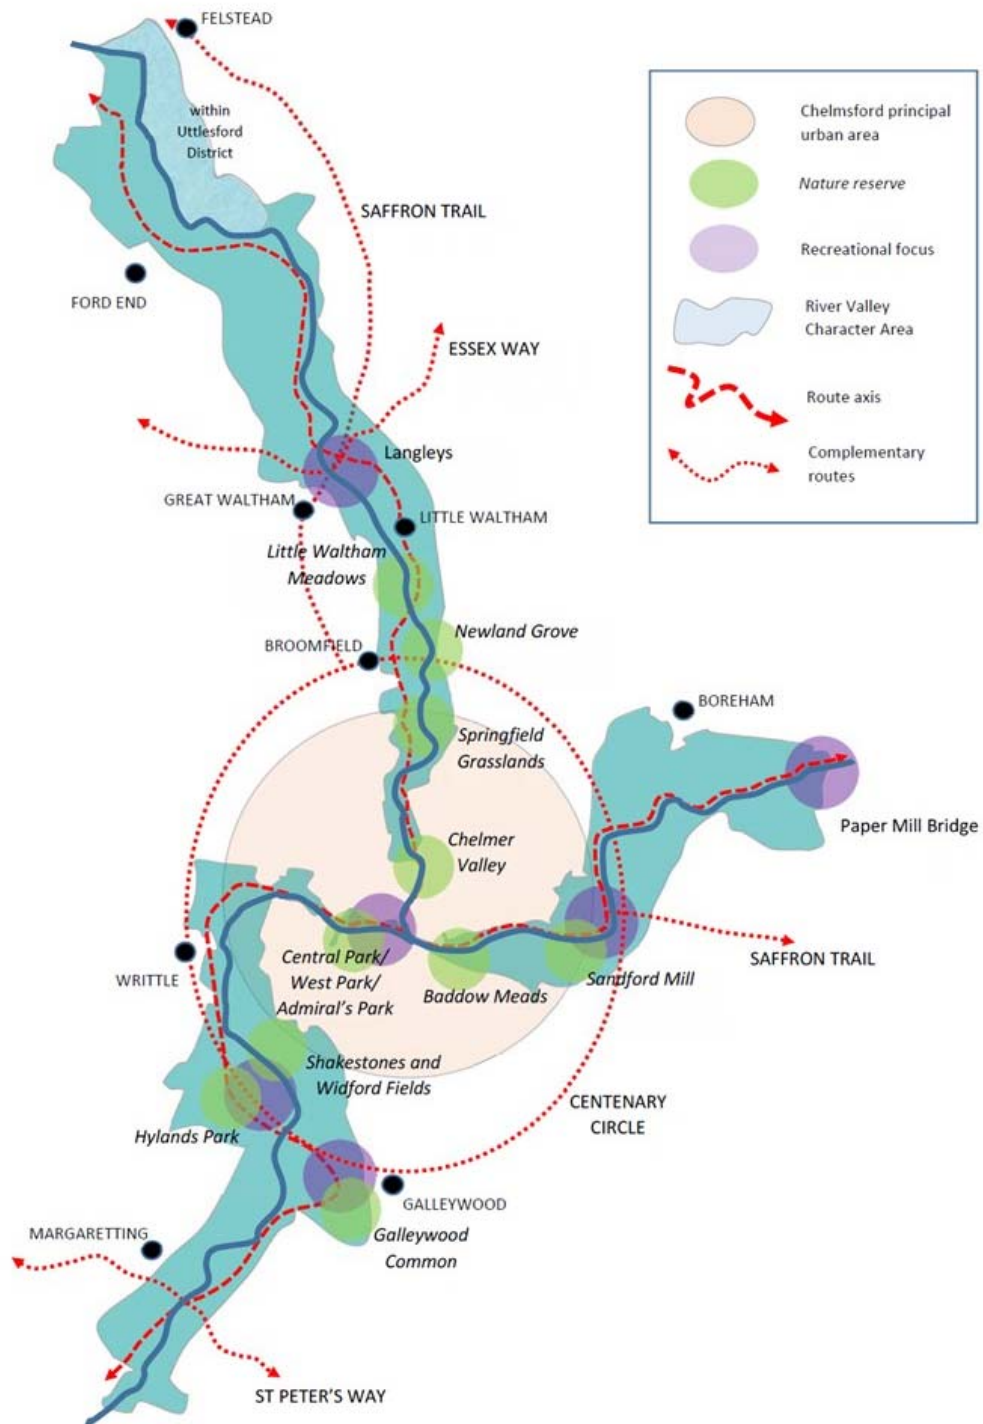 FELSTEAD
within
Uttlesford
District
SAFFRON TRAIL
FORD END
ESSEX WAY
Langleys
GREAT WALTHAM
LITTLE WALTHAM
Little Waltham
Meadows
Newland Grove
BROOMFIELD
BOREHAM
Springfield
Grasslands
Paper Mill Bridge
Chelmer
Valley
SAFFRON TRAIL
WRITTLE
Central Park/
West Park/
Admiral's Park
Baddow Meads
Sandford Mill
Shakestones and
Widford Fields
CENTENARY
CIRCLE
Hylands Park
GALLEYWOOD
Galleywood
Common
MARGARETTING
ST PETER'S WAY
Chelmsford principal
urban area
Nature reserve
Recreational focus
River Valley
Character Area
Route axis
Complementary
routes